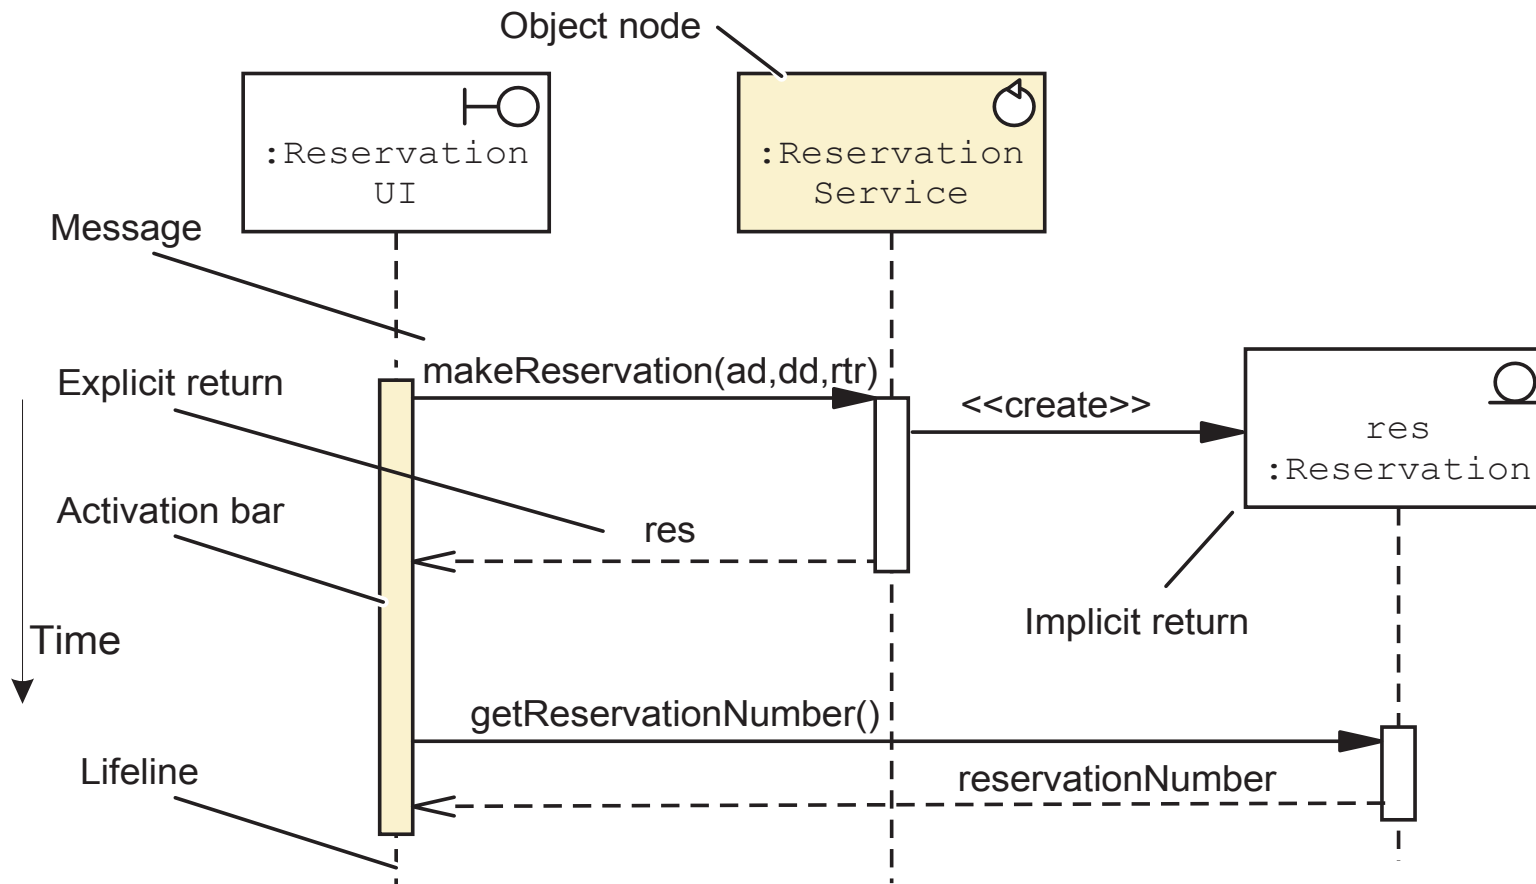 Object node
:Reservation
UI
:Reservation
Service
Message
makeReservation(ad,dd,rtr)
Explicit return
<<create>>
res
:Reservation
Activation bar
res
Implicit return
Time
getReservationNumber()
Lifeline
reservationNumber